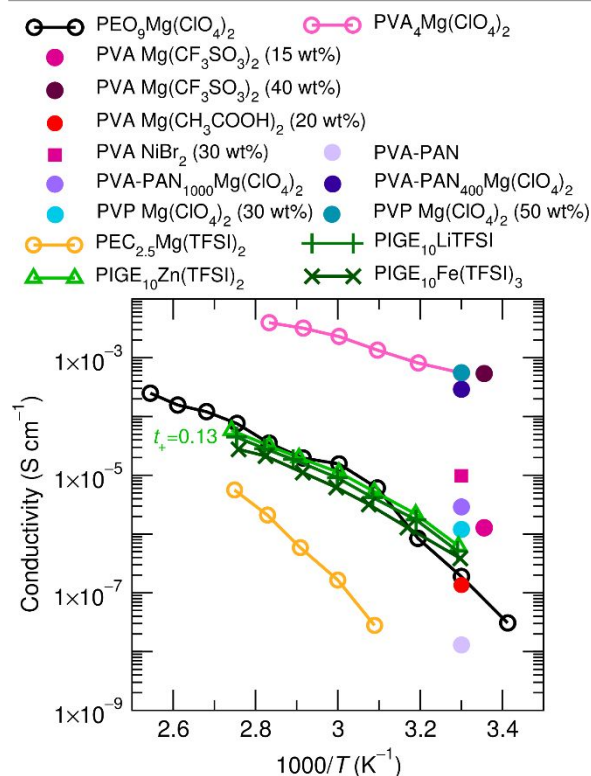 PEO₉Mg(ClO₄)₂ PVA₄Mg(ClO₄)₂
PVA Mg(CF₃SO₃)₂ (15 wt%)
PVA Mg(CF₃SO₃)₂ (40 wt%)
PVA Mg(CH₃COOH)₂ (20 wt%)
PVA NiBr₂ (30 wt%) PVA-PAN
PVA-PAN₁₀₀₀Mg(ClO₄)₂ PVA-PAN₄₀₀Mg(ClO₄)₂
PVP Mg(ClO₄)₂ (30 wt%) PVP Mg(ClO₄)₂ (50 wt%)
PEC₂.₅Mg(TFSI)₂ PIGE₁₀LiTFSI
PIGE₁₀Zn(TFSI)₂ PIGE₁₀Fe(TFSI)₃
1×10⁻³
t₊=0.13
1×10⁻⁵
Conductivity (S cm⁻¹)
1×10⁻⁷
1×10⁻⁹
2.6 2.8 3 3.2 3.4
1000/T (K⁻¹)